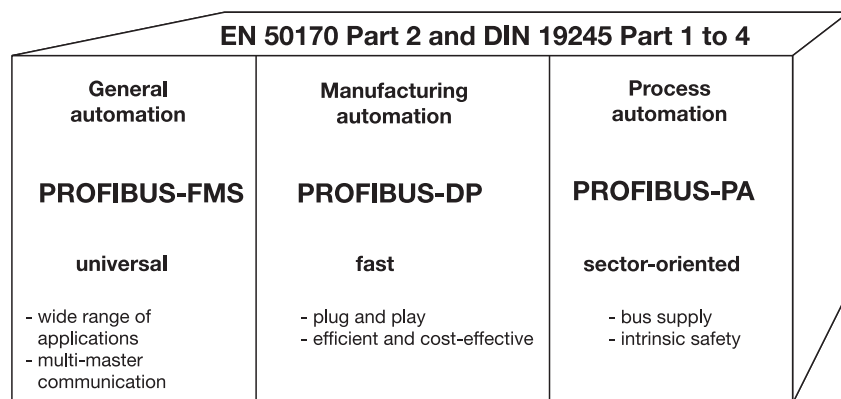 EN 50170 Part 2 and DIN 19245 Part 1 to 4
General
automation
PROFIBUS-FMS
universal
- wide range of
applications
- multi-master
communication
Manufacturing
automation
PROFIBUS-DP
fast
- plug and play
- efficient and cost-effective
Process
automation
PROFIBUS-PA
sector-oriented
- bus supply
- intrinsic safety